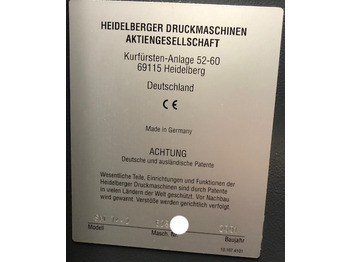 HEIDELBERGER DRUCKMASCHINEN
AKTIENGESELLSCHAFT
Kurfürsten-Anlage 52-60
69115 Heidelberg
Deutschland
CE
Made in Germany
ACHTUNG
Deutsche und ausländische Patente
Wesentliche Teile, Einrichtungen und Funktionen der
Heidelberger Druckmaschinen sind durch Patente
in vielen Ländern der Welt geschützt. Vor Nachbau
wird gewarnt. Verstöße werden gerichtlich verfolgt.
Modell Masch. Nr. Baujahr